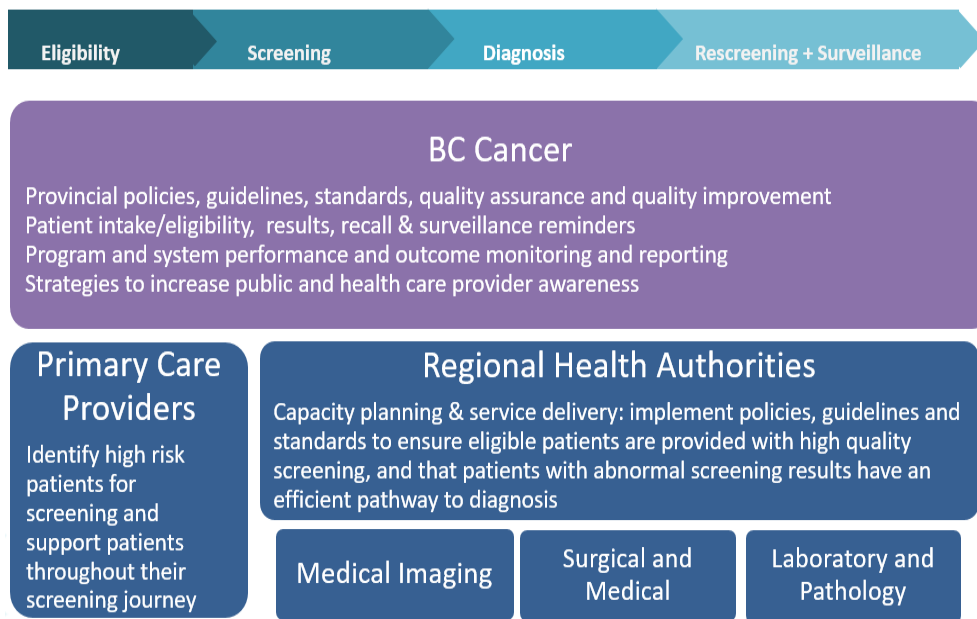 Eligibility
Screening
Diagnosis
Rescreening + Surveillance
BC Cancer
Provincial policies, guidelines, standards, quality assurance and quality improvement
Patient intake/eligibility, results, recall & surveillance reminders
Program and system performance and outcome monitoring and reporting
Strategies to increase public and health care provider awareness
Primary Care
Providers
Identify high risk
patients for
screening and
support patients
throughout their
screening journey
Regional Health Authorities
Capacity planning & service delivery: implement policies, guidelines and
standards to ensure eligible patients are provided with high quality
screening, and that patients with abnormal screening results have an
efficient pathway to diagnosis
Medical Imaging
Surgical and
Medical
Laboratory and
Pathology